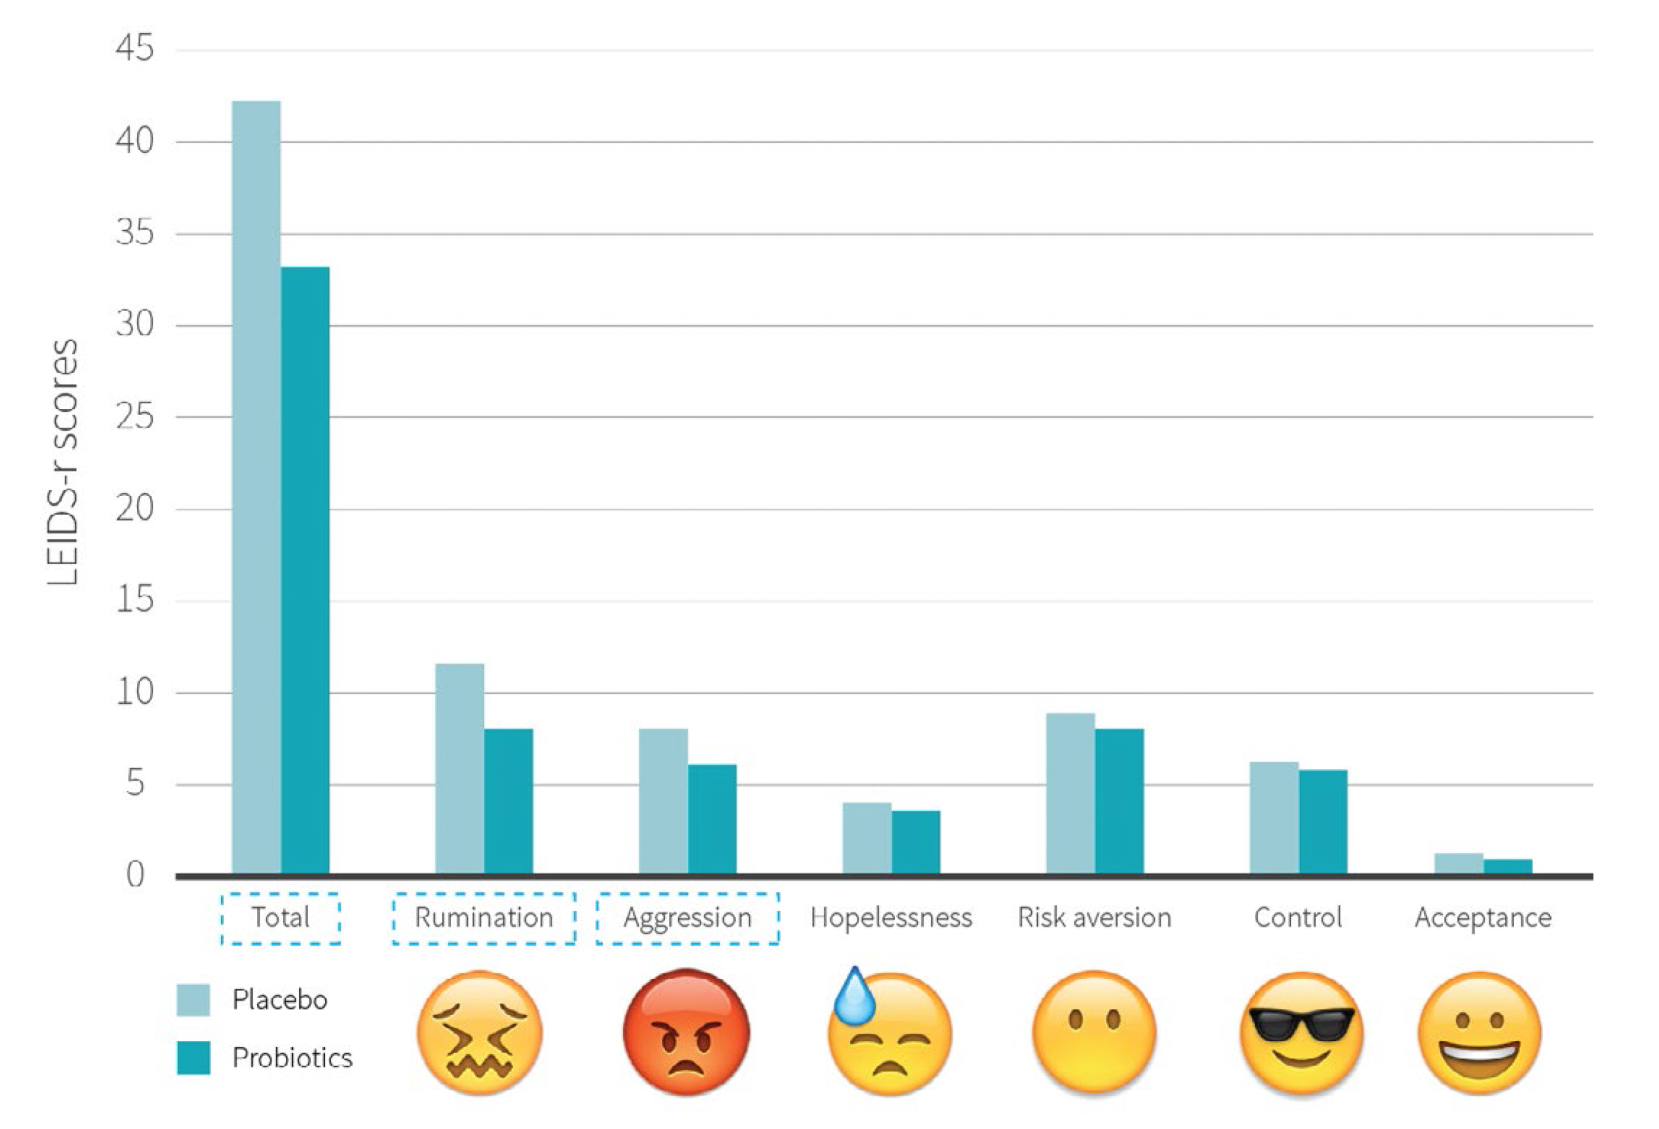 45
40
35
30
25
20
15
10
5
0
LEIDS-r scores
Total Rumination Aggression Hopelessness Risk aversion Control Acceptance
Placebo
Probiotics